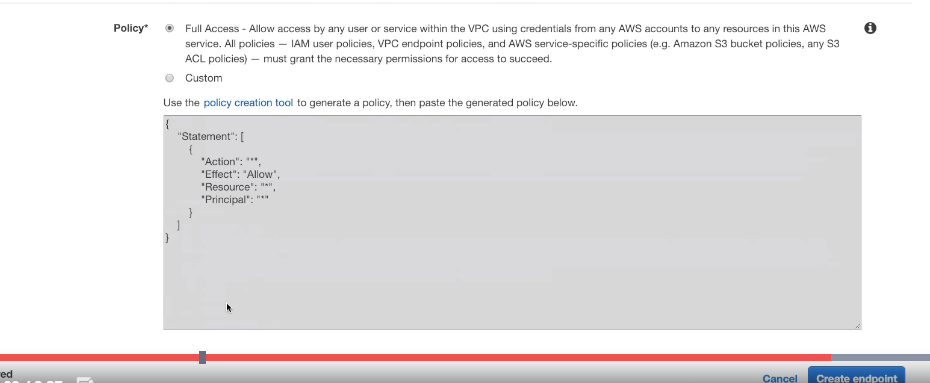 Policy*
Full Access - Allow access by any user or service within the VPC using credentials from any AWS accounts to any resources in this AWS
service. All policies — IAM user policies, VPC endpoint policies, and AWS service-specific policies (e.g. Amazon S3 bucket policies, any S3
ACL policies) — must grant the necessary permissions for access to succeed.
Custom
Use the policy creation tool to generate a policy, then paste the generated policy below.
{
"Statement": [
{
"Action": "*",
"Effect": "Allow",
"Resource": "*",
"Principal": "*"
}
]
}
Cancel
Create endpoint